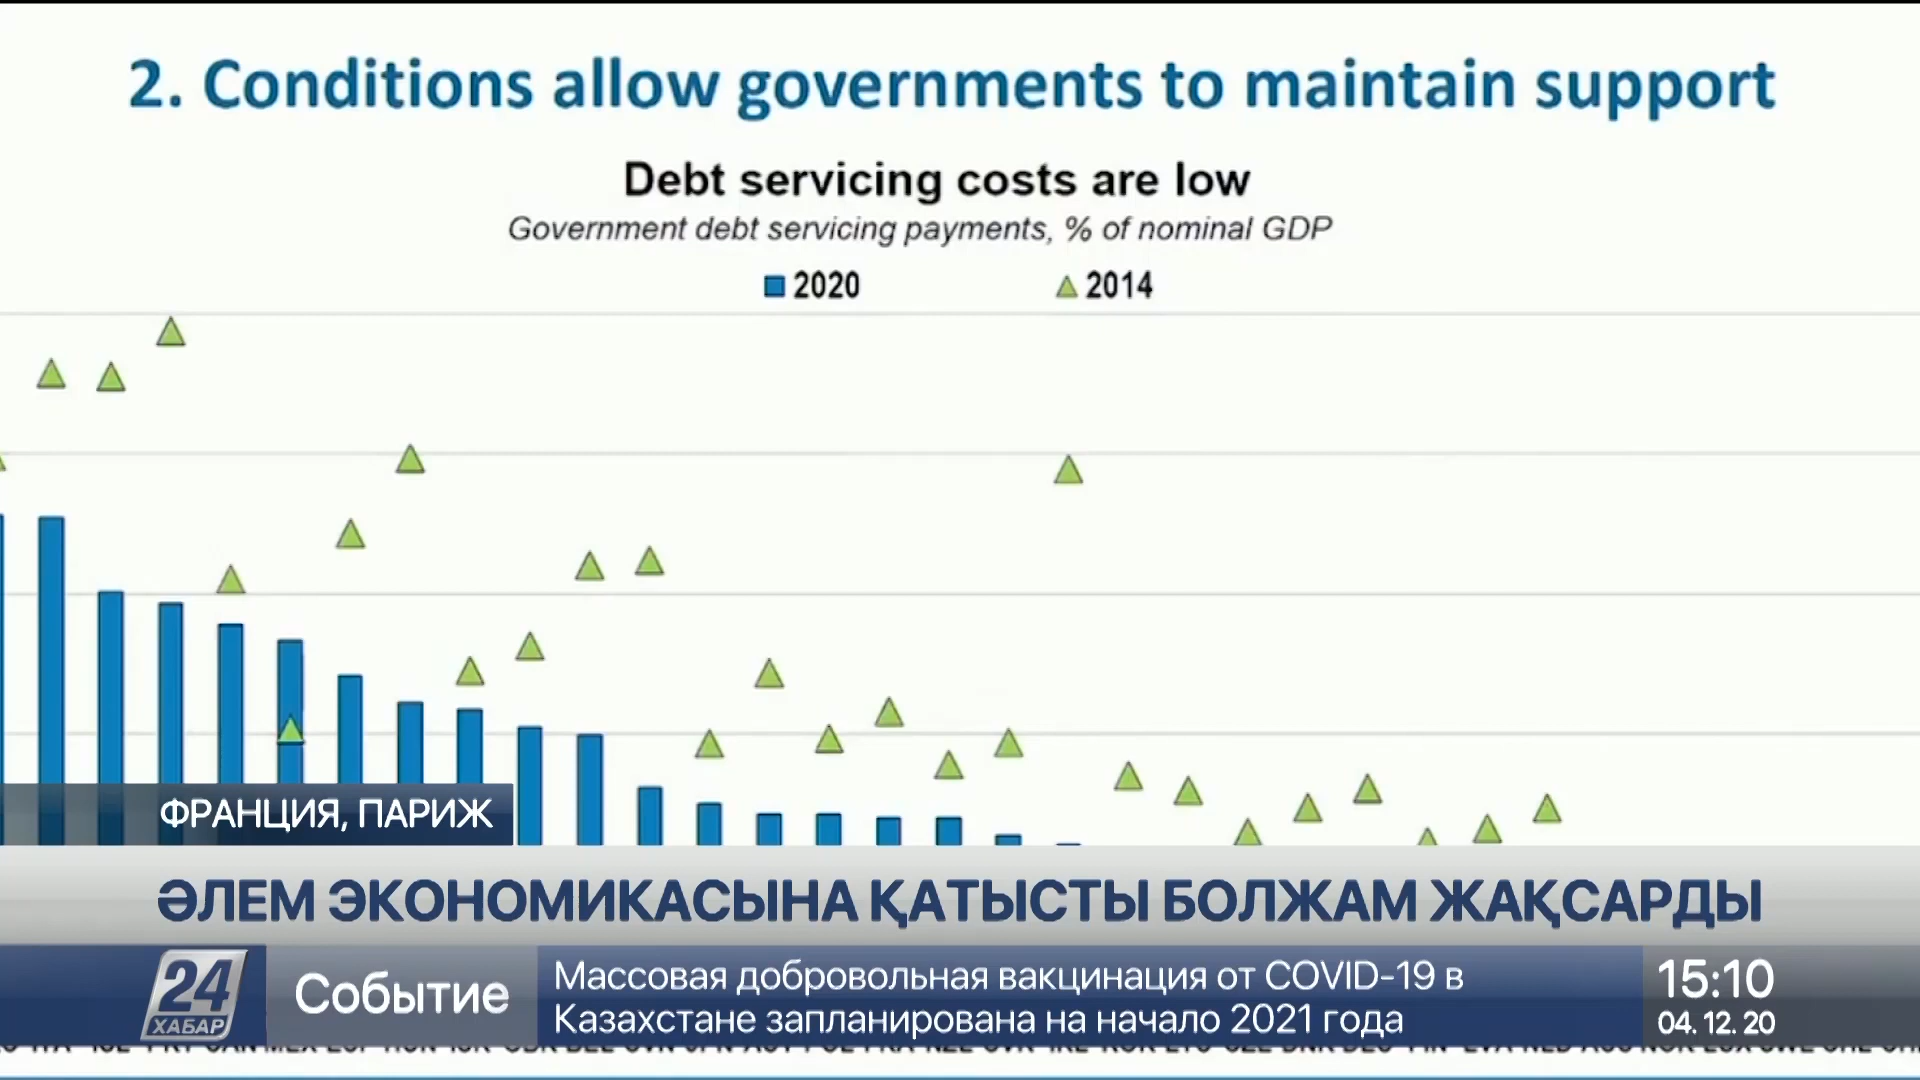 2. Conditions allow governments to maintain support
Debt servicing costs are low
Government debt servicing payments, % of nominal GDP
2020
2014
ФРАНЦИЯ, ПАРИЖ
ӘЛЕМ ЭКОНОМИКАСЫНА ҚАТЫСТЫ БОЛЖАМ ЖАҚСАРДЫ
24
ХАБАР
Событие
Массовая добровольная вакцинация от COVID-19 в
Казахстане запланирована на начало 2021 года
15:10
04. 12. 20